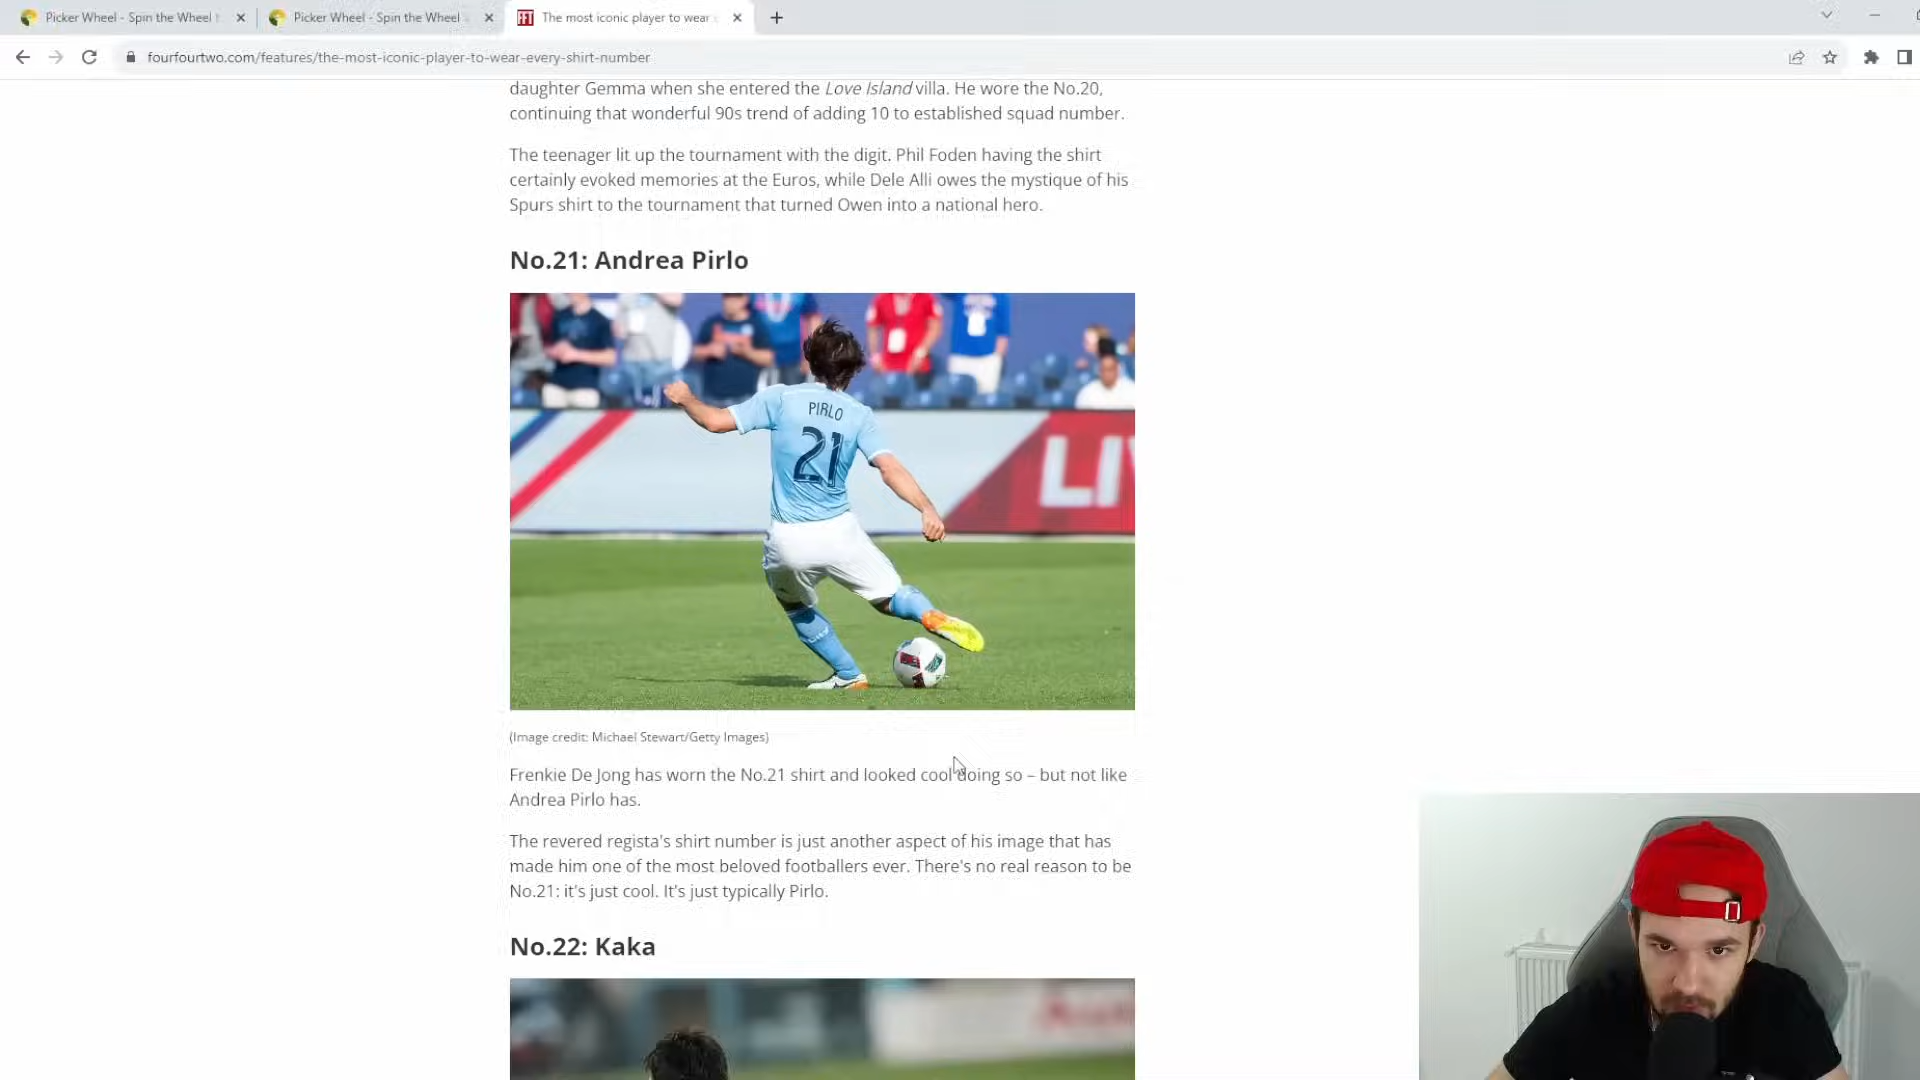 Picker Wheel - Spin the Wheel
Picker Wheel - Spin the Wheel
FFT The most iconic player to wear
fourfourtwo.com/features/the-most-iconic-player-to-wear-every-shirt-number
daughter Gemma when she entered the Love Island villa. He wore the No.20,
continuing that wonderful 90s trend of adding 10 to established squad number.
The teenager lit up the tournament with the digit. Phil Foden having the shirt
certainly evoked memories at the Euros, while Dele Alli owes the mystique of his
Spurs shirt to the tournament that turned Owen into a national hero.
No.21: Andrea Pirlo
PIRLO
21
LI
(Image credit: Michael Stewart/Getty Images)
Frenkie De Jong has worn the No.21 shirt and looked cool doing so – but not like
Andrea Pirlo has.
The revered regista's shirt number is just another aspect of his image that has
made him one of the most beloved footballers ever. There's no real reason to be
No.21: it's just cool. It's just typically Pirlo.
No.22: Kaka